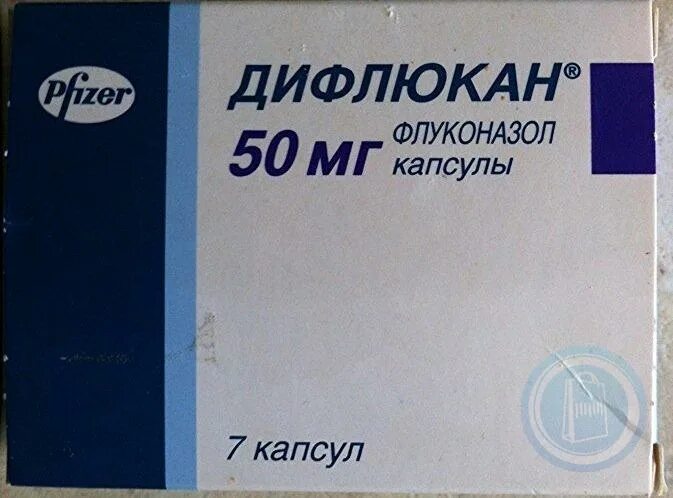 Pfizer
ДИФЛЮКАН®
50 мг
ФЛУКОНАЗОЛ
капсулы
7 капсул